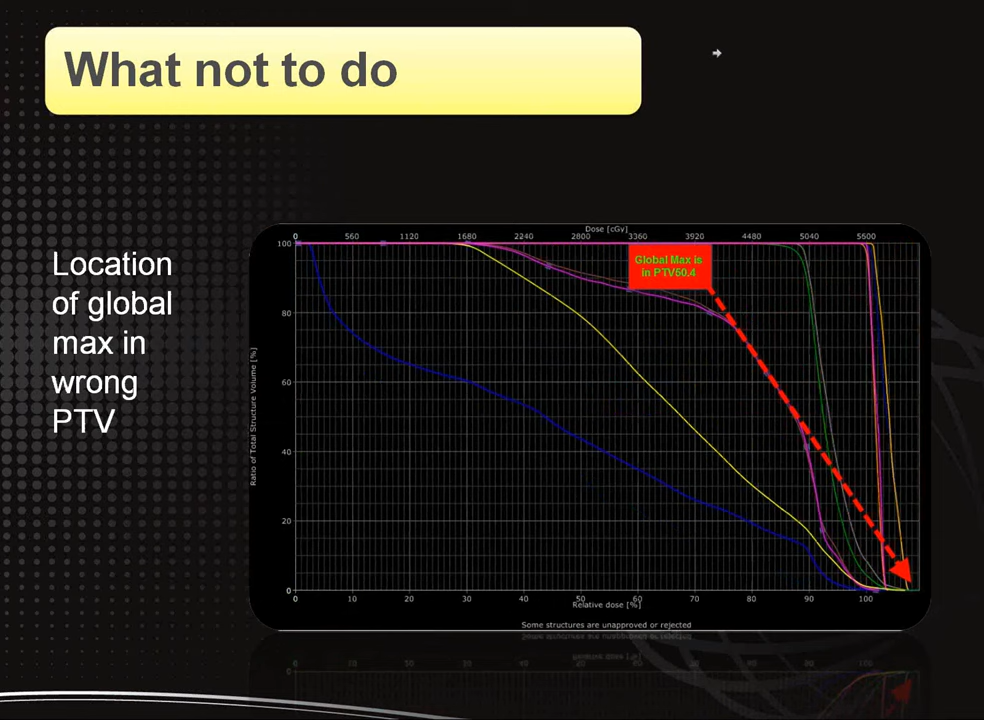 What not to do
Location
of global
max in
wrong
PTV
Dose [cGy]
0 560 1120 1680 2240 2800 3360 3920 4480 5040 5600
Global Max is
in PTV50.4
Ratio of Total Structure Volume [%]
100
80
60
40
20
0
0 10 20 30 40 50 60 70 80 90 100
Relative dose [%]
Some structures are unapproved or rejected